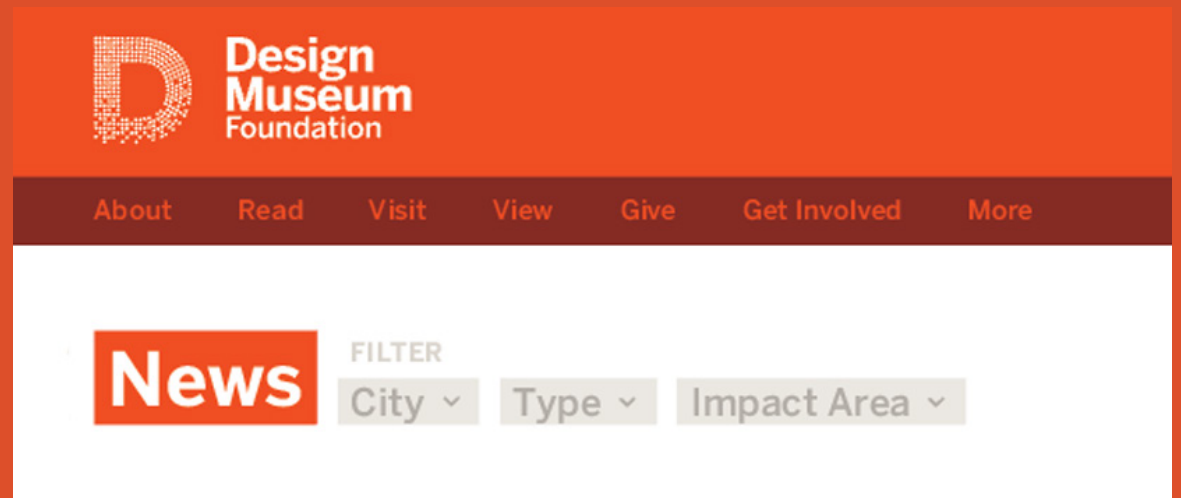 Design
Museum
Foundation
About Read Visit View Give Get Involved More
News
FILTER
City Type Impact Area